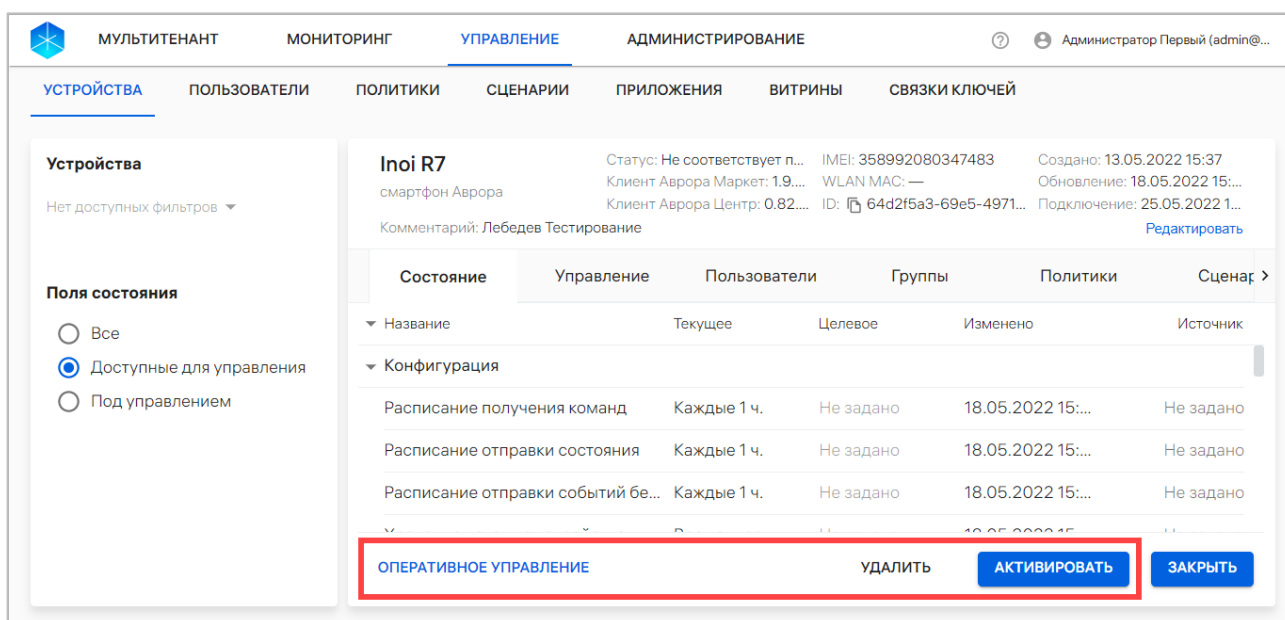 МУЛЬТИТЕНАНТ МОНИТОРИНГ УПРАВЛЕНИЕ АДМИНИСТРИРОВАНИЕ ? Администратор Первый (admin@...
УСТРОЙСТВА ПОЛЬЗОВАТЕЛИ ПОЛИТИКИ СЦЕНАРИИ ПРИЛОЖЕНИЯ ВИТРИНЫ СВЯЗКИ КЛЮЧЕЙ
Устройства
Нет доступных фильтров
Поля состояния
Все
Доступные для управления
Под управлением
Inoi R7
смартфон Аврора
Статус: Не соответствует п... IMEI: 358992080347483 Создано: 13.05.2022 15:37
Клиент Аврора Маркет: 1.9.... WLAN MAC: — Обновление: 18.05.2022 15:...
Клиент Аврора Центр: 0.82.... ID: 64d2f5a3-69e5-4971... Подключение: 25.05.2022 1...
Комментарий: Лебедев Тестирование Редактировать
Состояние Управление Пользователи Группы Политики Сценар
Название Текущее Целевое Изменено Источник
Конфигурация
Расписание получения команд Каждые 1 ч. Не задано 18.05.2022 15:... Не задано
Расписание отправки состояния Каждые 1 ч. Не задано 18.05.2022 15:... Не задано
Расписание отправки событий бе... Каждые 1 ч. Не задано 18.05.2022 15:... Не задано
ОПЕРАТИВНОЕ УПРАВЛЕНИЕ УДАЛИТЬ АКТИВИРОВАТЬ ЗАКРЫТЬ